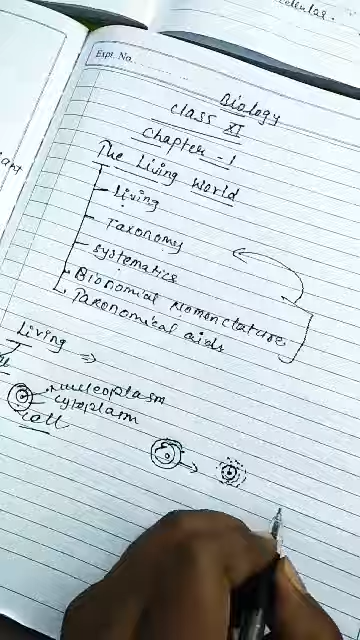 Expt. No.
Biology
Class XI
Chapter - 1
The Living World
Living
Taxonomy
systematics
Bionomial Nomenclature
Taxonomical aids
Living ⇒
Nucleoplasm
cytoplasm
cell